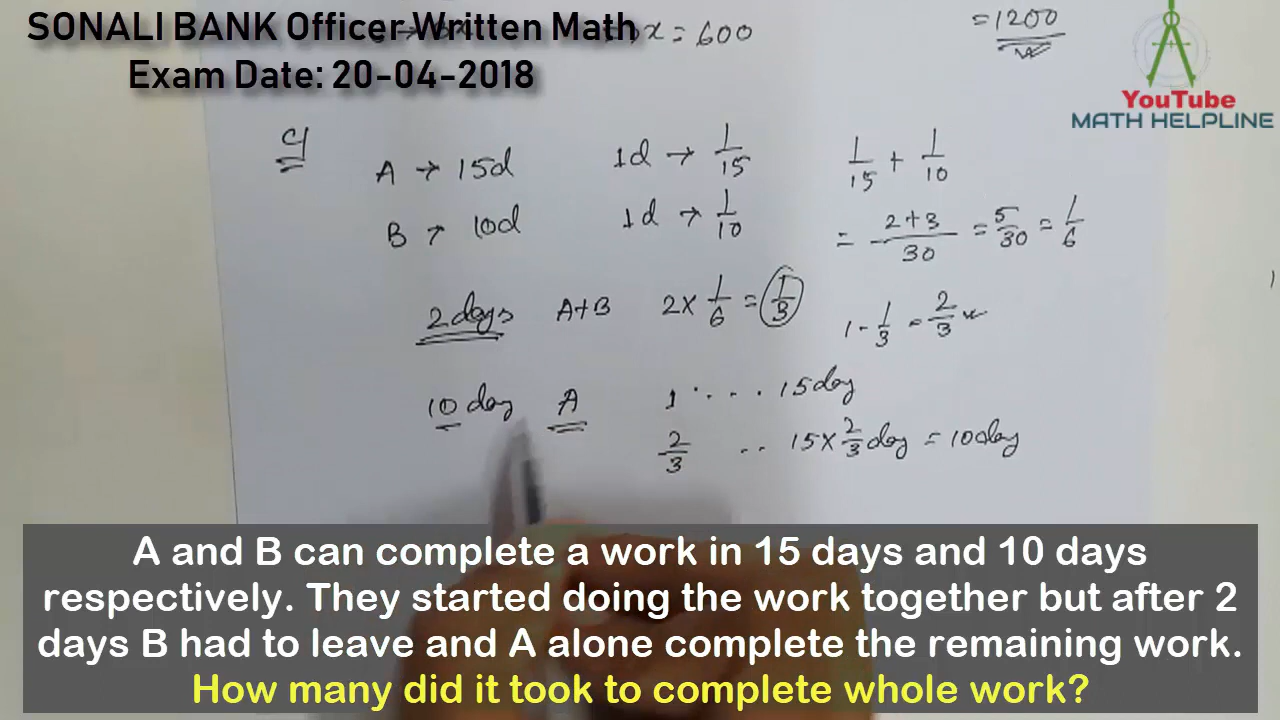 SONALI BANK Officer Written Math
x = 600
= 1200
Exam Date: 20-04-2018
YouTube
MATH HELPLINE
C/
A → 15d 1d → 1/15 1/15 + 1/10
B → 10d 1d → 1/10 = 2+3/30 = 5/30 = 1/6
2 days A+B 2 × 1/6 = 1/3 1 - 1/3 = 2/3
10 day A 1 . . . . 15 day
2/3 .. 15 × 2/3 day = 10 day
A and B can complete a work in 15 days and 10 days
respectively. They started doing the work together but after 2
days B had to leave and A alone complete the remaining work.
How many did it took to complete whole work?